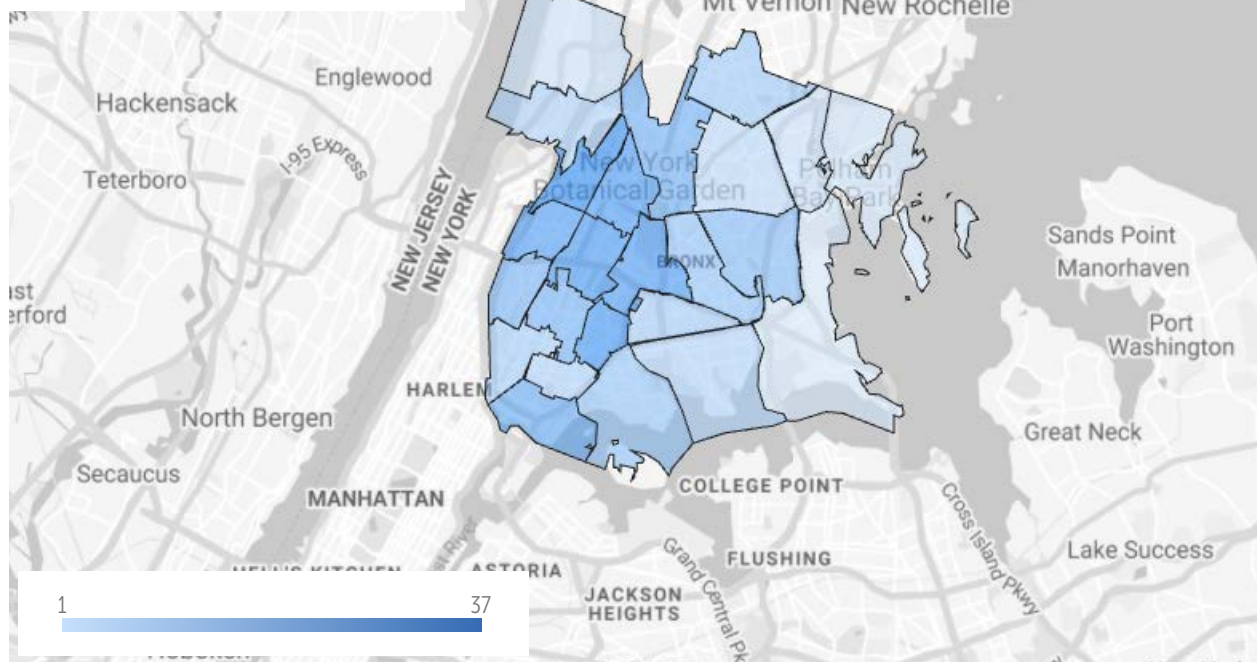 Mt Vernon
New Rochelle
Englewood
Hackensack
I-95 Express
New York
Botanical Garden
Pelham
Bay Park
Teterboro
NEW JERSEY
NEW YORK
Sands Point
Manorhaven
BRONX
Port
Washington
HARLEM
North Bergen
Great Neck
Secaucus
MANHATTAN
COLLEGE POINT
Cross Island Pkwy
Grand Central Pk
FLUSHING
Lake Success
ASTORIA
JACKSON
HEIGHTS
1
37